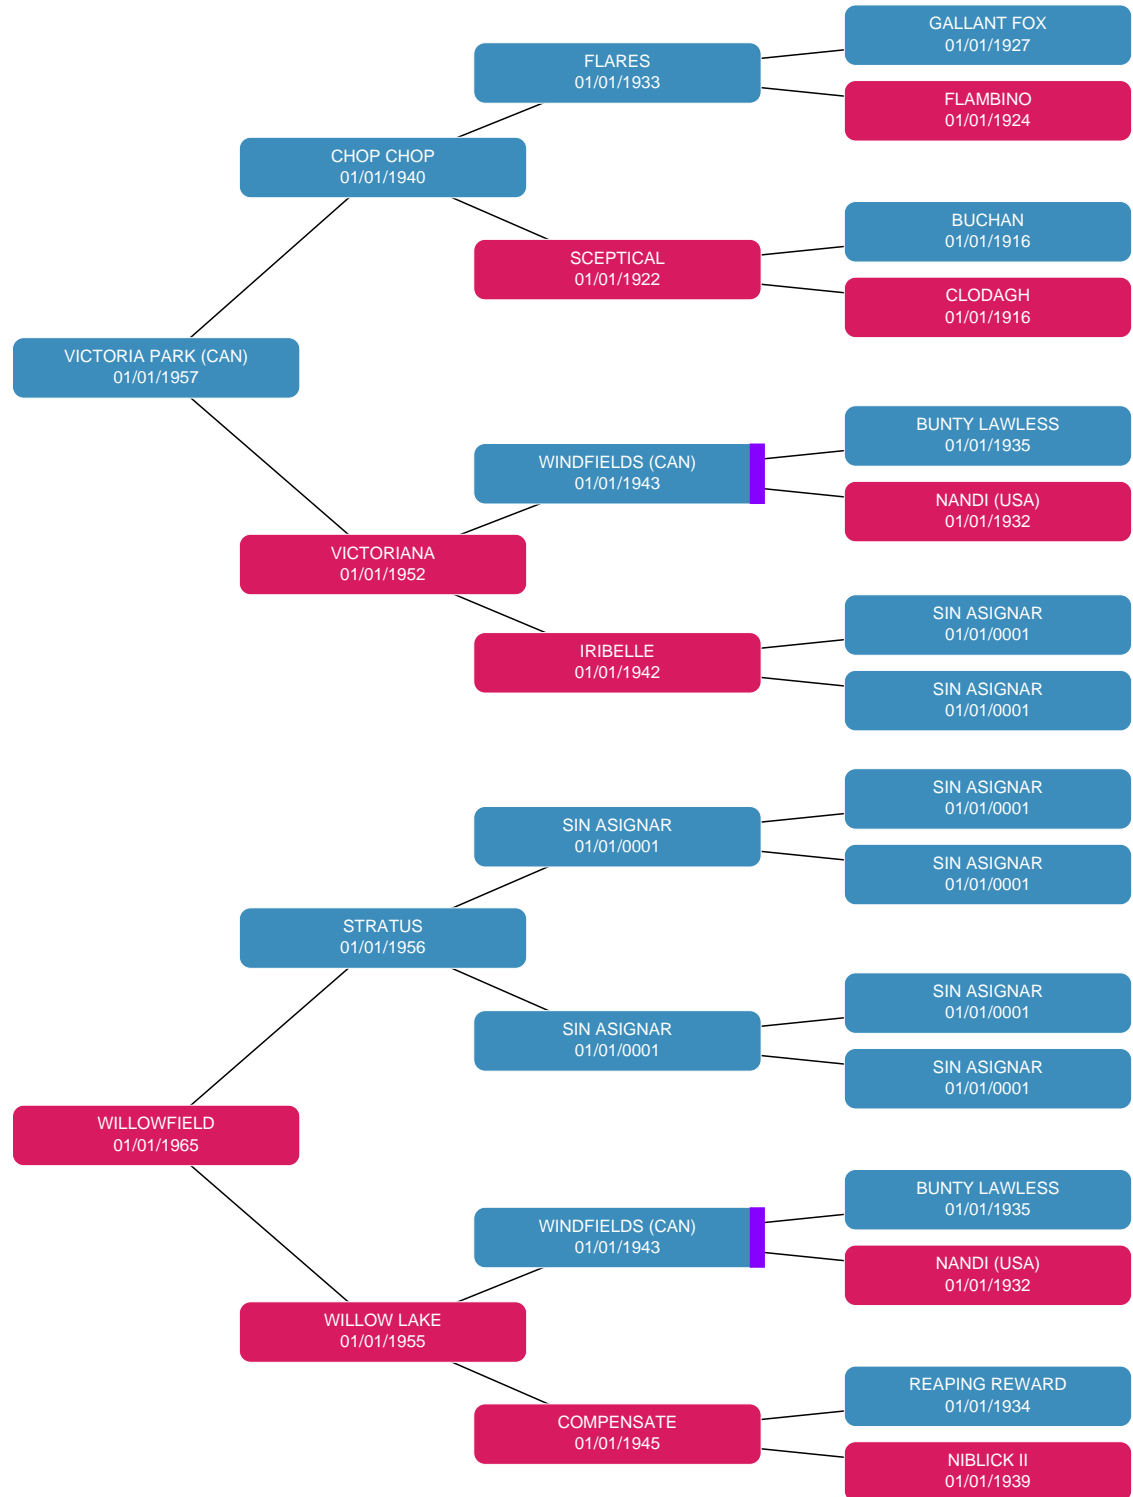 GALLANT FOX
01/01/1927
FLARES
01/01/1933
FLAMBINO
01/01/1924
CHOP CHOP
01/01/1940
BUCHAN
01/01/1916
SCEPTICAL
01/01/1922
CLODAGH
01/01/1916
VICTORIA PARK (CAN)
01/01/1957
BUNTY LAWLESS
01/01/1935
WINDFIELDS (CAN)
01/01/1943
NANDI (USA)
01/01/1932
VICTORIANA
01/01/1952
SIN ASIGNAR
01/01/0001
IRIBELLE
01/01/1942
SIN ASIGNAR
01/01/0001
SIN ASIGNAR
01/01/0001
SIN ASIGNAR
01/01/0001
SIN ASIGNAR
01/01/0001
STRATUS
01/01/1956
SIN ASIGNAR
01/01/0001
SIN ASIGNAR
01/01/0001
SIN ASIGNAR
01/01/0001
WILLOWFIELD
01/01/1965
BUNTY LAWLESS
01/01/1935
WINDFIELDS (CAN)
01/01/1943
NANDI (USA)
01/01/1932
WILLOW LAKE
01/01/1955
REAPING REWARD
01/01/1934
COMPENSATE
01/01/1945
NIBLICK II
01/01/1939